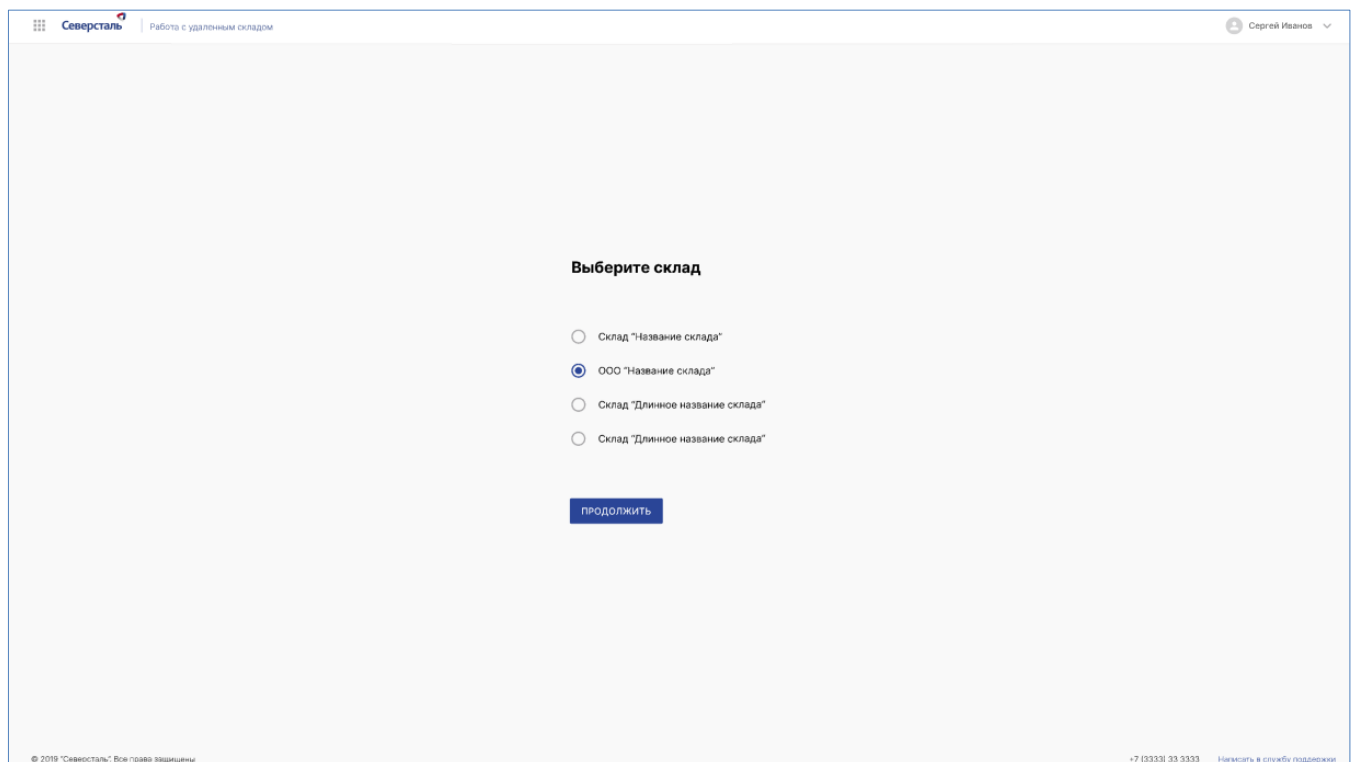 Северсталь Работа с удаленным складом Сергей Иванов
Выберите склад
Склад "Название склада"
ООО "Название склада"
Склад "Длинное название склада"
Склад "Длинное название склада"
ПРОДОЛЖИТЬ
© 2019 "Северсталь". Все права защищены +7 (3333) 33 3333 Написать в службу поддержки